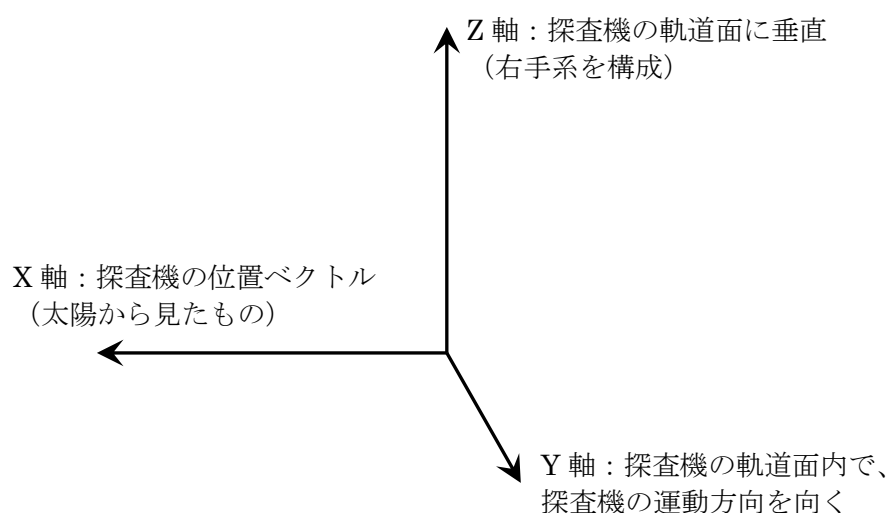 Z 軸：探査機の軌道面に垂直
（右手系を構成）
X 軸：探査機の位置ベクトル
（太陽から見たもの）
Y 軸：探査機の軌道面内で、
探査機の運動方向を向く